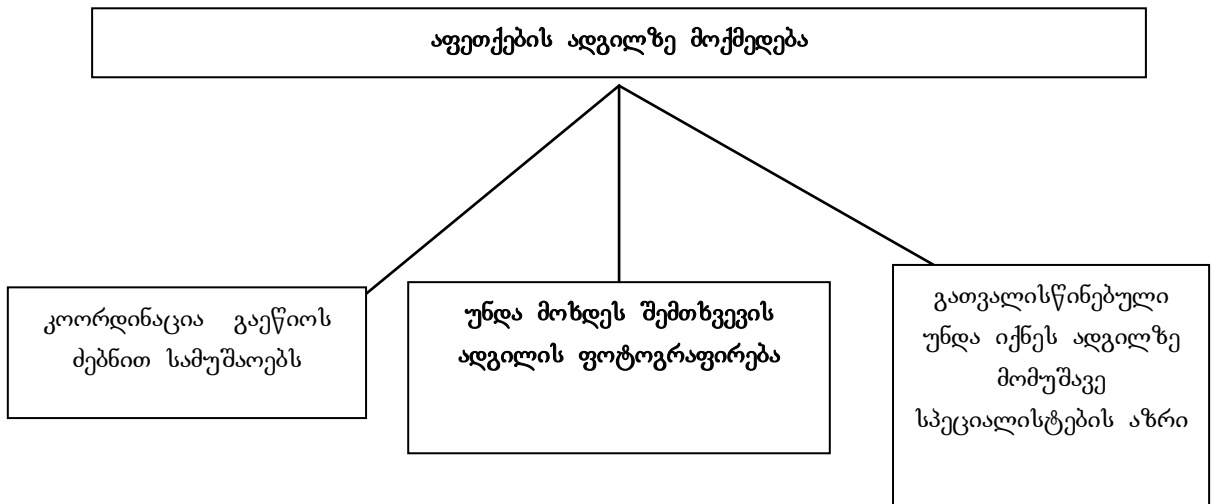 აფეთქების ადგილზე მოქმედება
კოორდინაცია გაეწიოს
ძებნით სამუშაოებს
უნდა მოხდეს შემთხვევის
ადგილის ფოტოგრაფირება
გათვალისწინებული
უნდა იქნეს ადგილზე
მომუშავე
სპეციალისტების აზრი